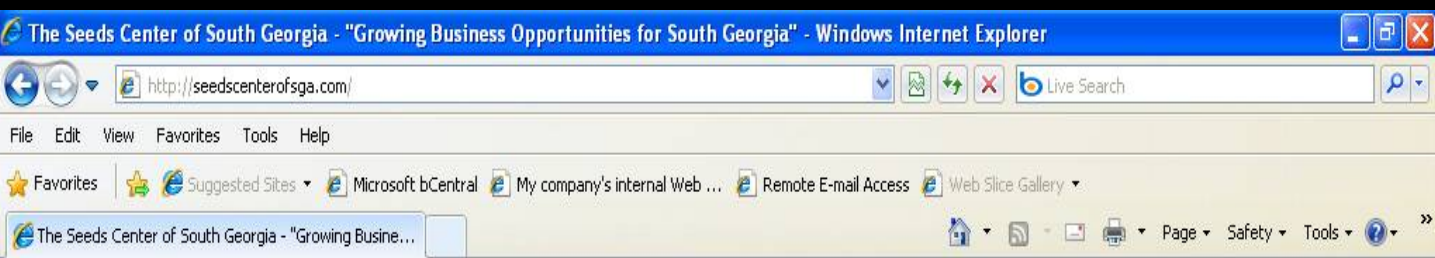 The Seeds Center of South Georgia - "Growing Business Opportunities for South Georgia" - Windows Internet Explorer
http://seedscenterofsga.com/ Live Search
File Edit View Favorites Tools Help
Favorites Suggested Sites Microsoft bCentral My company's internal Web ... Remote E-mail Access Web Slice Gallery
The Seeds Center of South Georgia - "Growing Busine... Page Safety Tools »